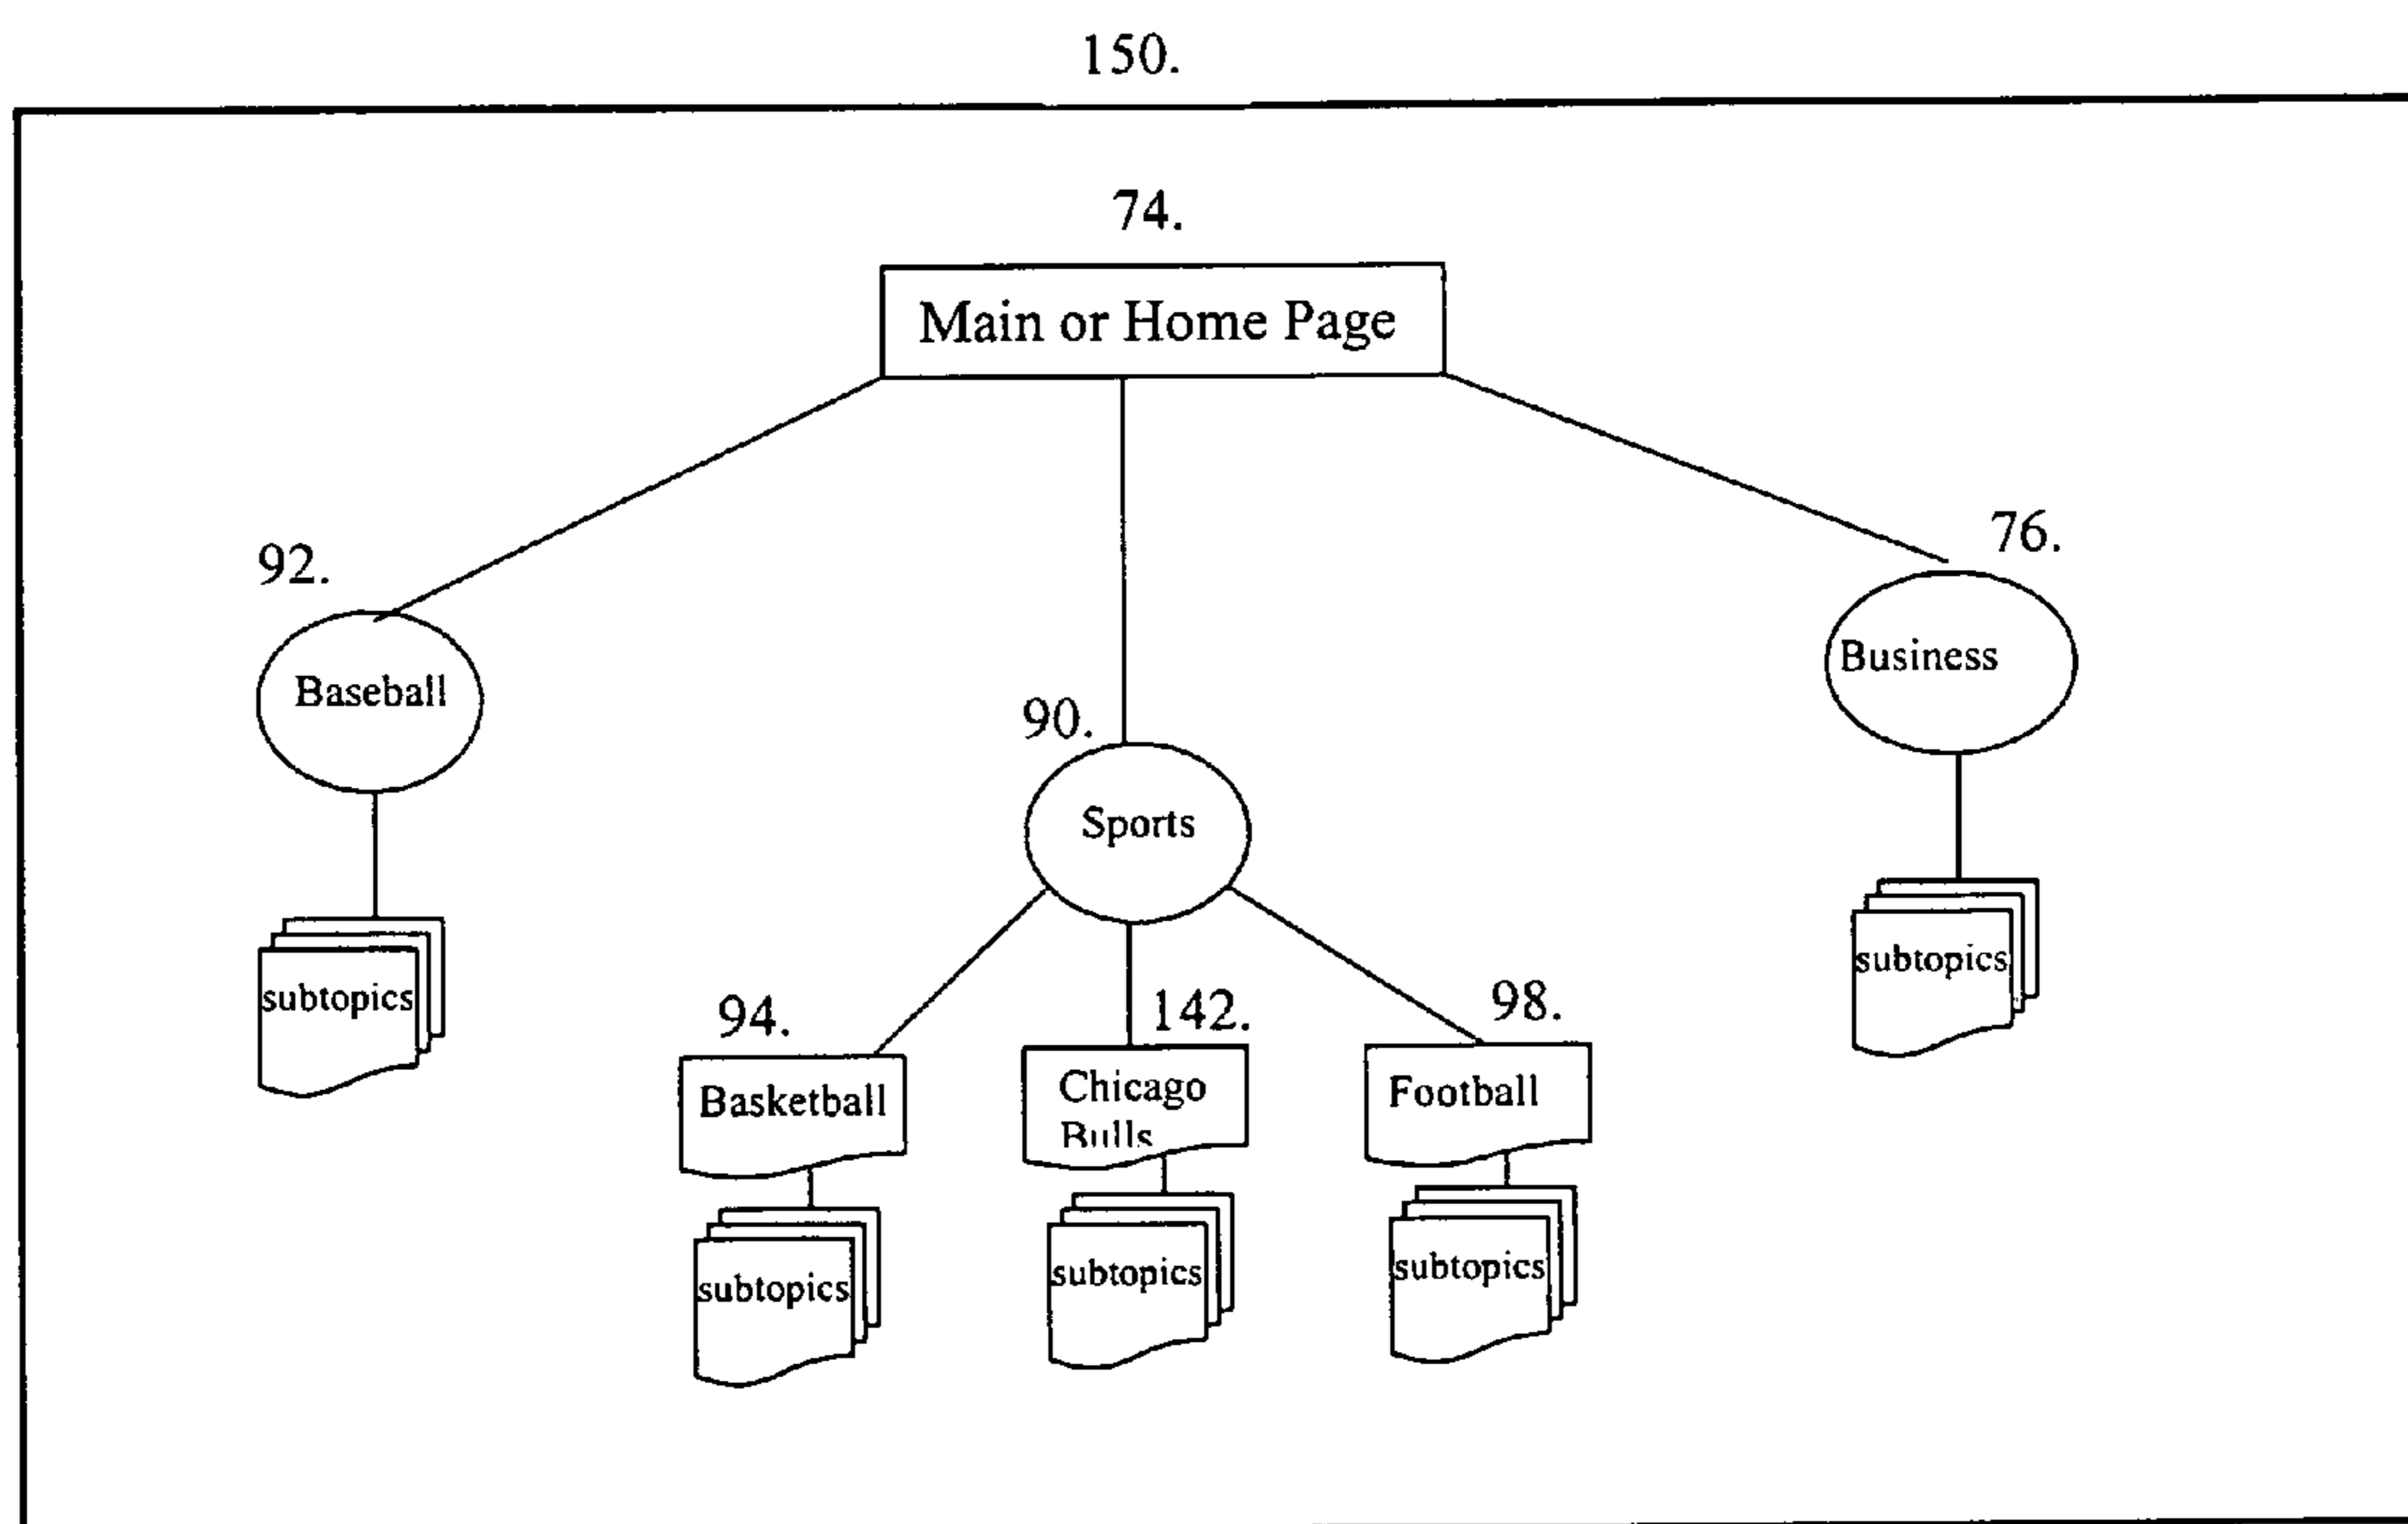 150.
74.
Main or Home Page
92.
76.
Baseball
Business
90.
Sports
subtopics
subtopics
94.
142.
98.
Basketball
Chicago
Bulls
Football
subtopics
subtopics
subtopics